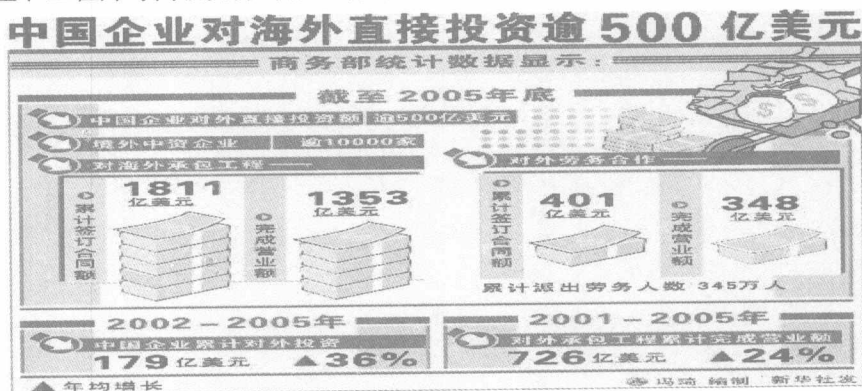 中国企业对海外直接投资逾500亿美元
商务部统计数据显示:
截至2005年底
中国企业对外直接投资额 逾500亿美元
境外中资企业 逾10000家
对海外承包工程——
累计签订合同额
1811
亿美元
完成营业额
1353
亿美元
对外劳务合作——
累计签订合同额
401
亿美元
完成营业额
348
亿美元
累计派出劳务人数 345万人
2002-2005年
中国企业累计对外投资
179亿美元 ▲36%
2001-2005年
对外承包工程累计完成营业额
726亿美元 ▲24%
▲年均增长
冯琦 编制 新华社发